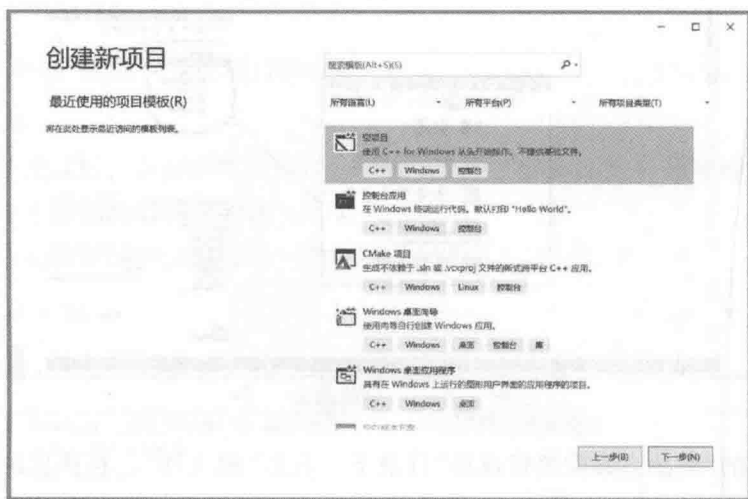 创建新项目
搜索模板(Alt+S)(S)
最近使用的项目模板(R)
所有语言(L) 所有平台(P) 所有项目类型(T)
将在此处显示最近访问的模板列表。
空项目
使用 C++ for Windows 从头开始操作。不提供基础文件。
C++ Windows 控制台
控制台应用
在 Windows 终端运行代码。默认打印 "Hello World"。
C++ Windows 控制台
CMake 项目
生成不依赖于 .sln 或 .vcxproj 文件的新式跨平台 C++ 应用。
C++ Windows Linux 控制台
Windows 桌面向导
使用向导自行创建 Windows 应用。
C++ Windows 桌面 控制台 库
Windows 桌面应用程序
具有在 Windows 上运行的图形用户界面的应用程序的项目。
C++ Windows 桌面
上一步(B) 下一步(N)